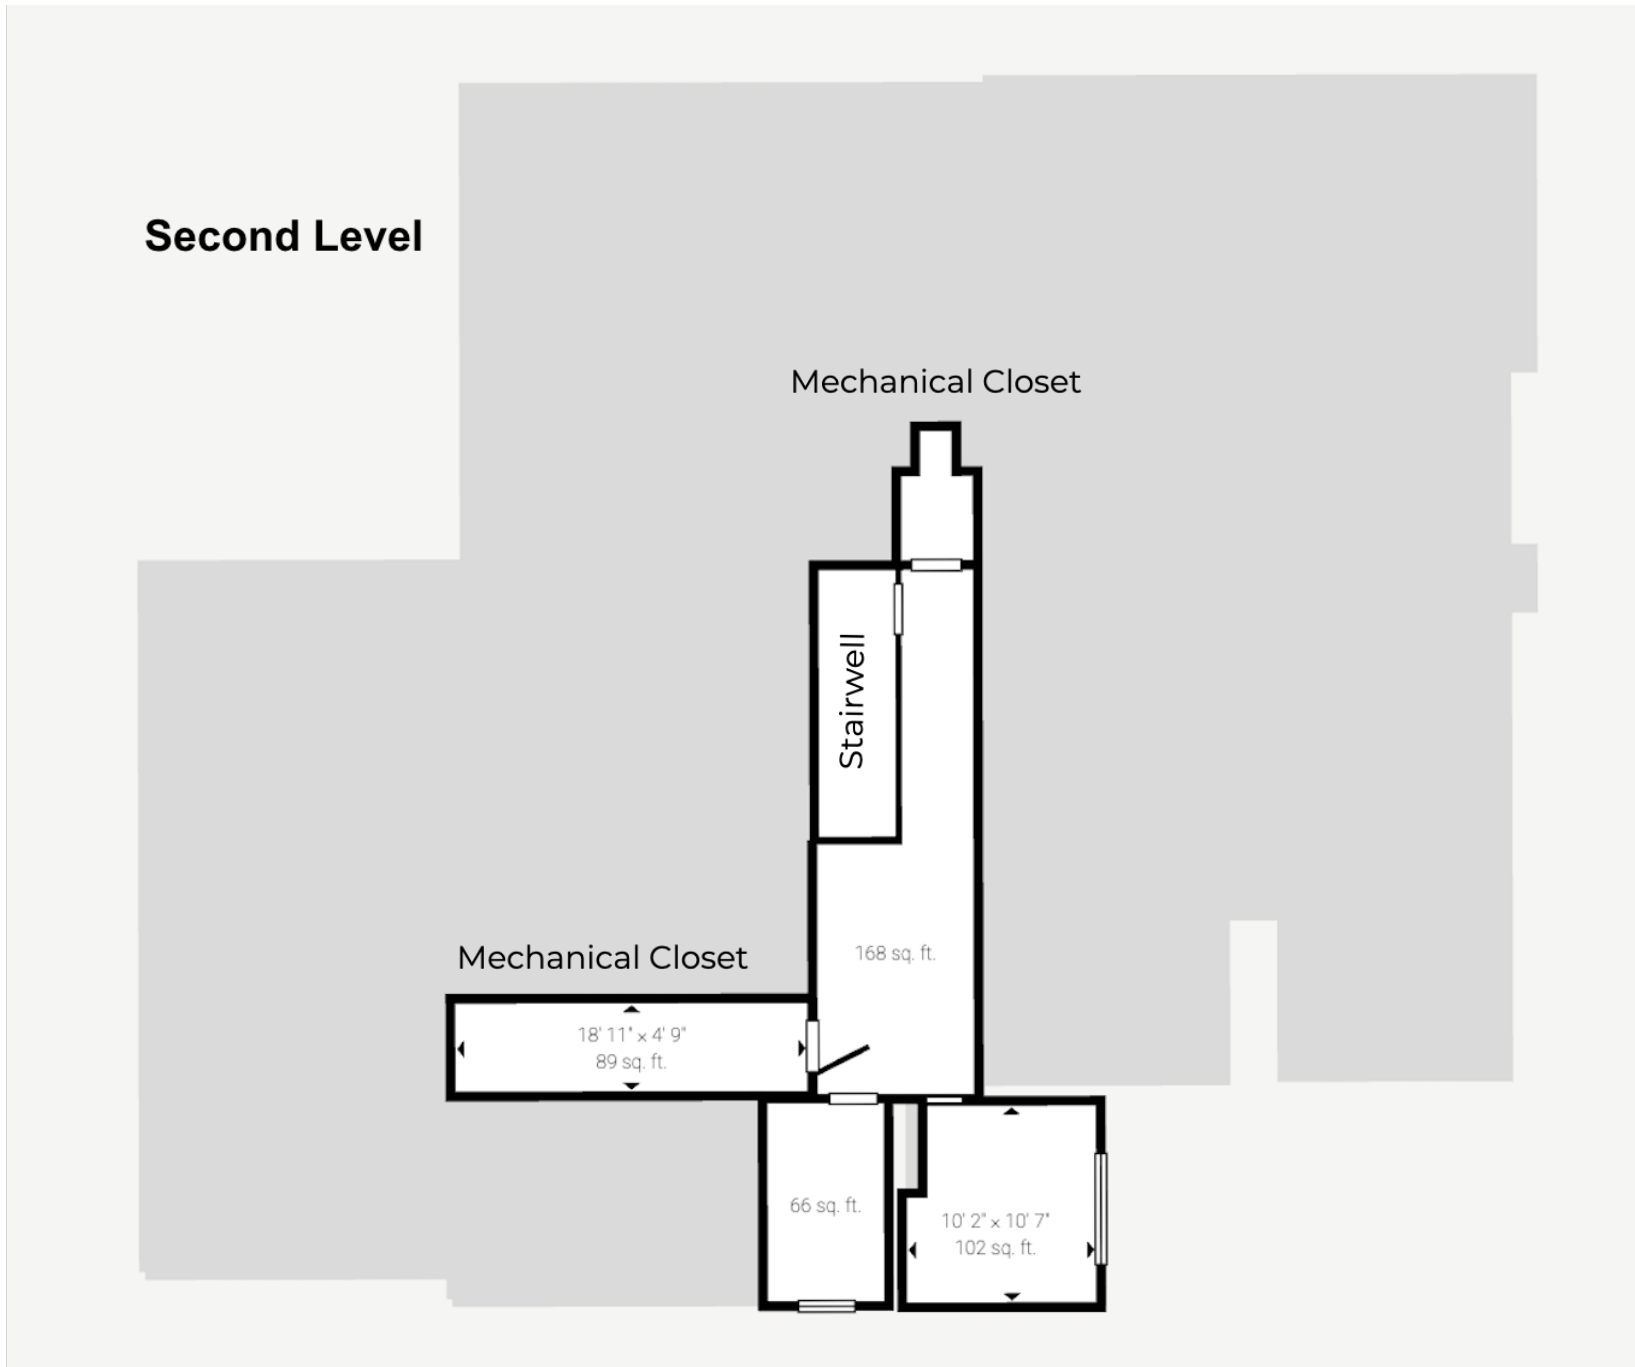 Second Level
Mechanical Closet
Stairwell
168 sq. ft.
Mechanical Closet
18' 11" x 4' 9"
89 sq. ft.
66 sq. ft.
10' 2" x 10' 7"
102 sq. ft.